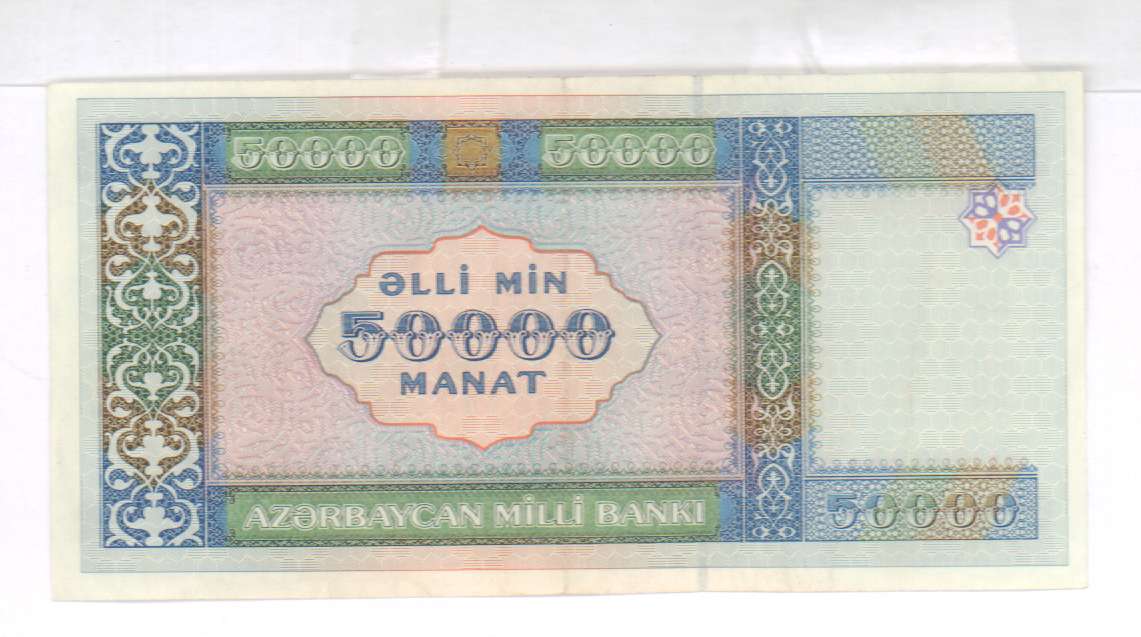 50000 50000
ƏLLİ MİN
50000
MANAT
AZƏRBAYCAN MİLLİ BANKI
50000